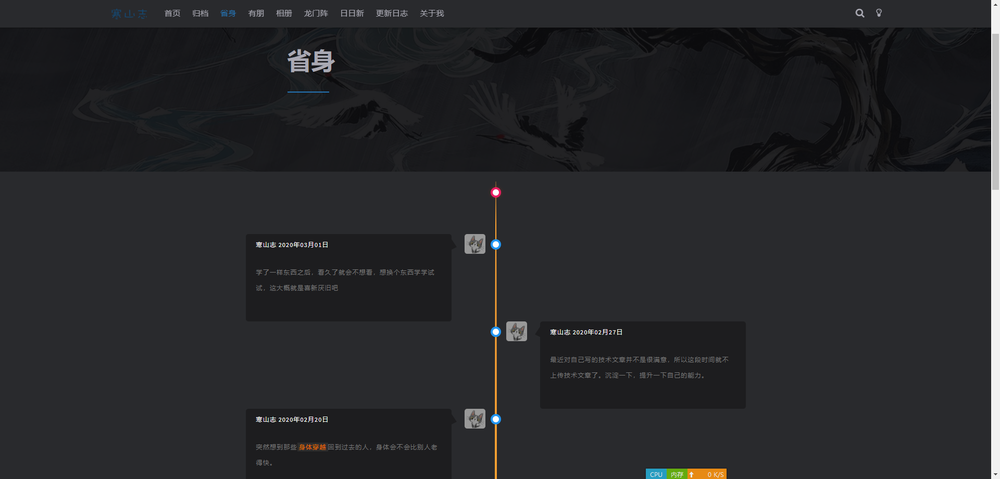 寒山志 首页 归档 省身 有朋 相册 龙门阵 日日新 更新日志 关于我
省身
寒山志 2020年03月01日
学了一样东西之后，看久了就会不想看，想换个东西学学试
试，这大概就是喜新厌旧吧
寒山志 2020年02月27日
最近对自己写的技术文章并不是很满意，所以这段时间就不
上传技术文章了。沉淀一下，提升一下自己的能力。
寒山志 2020年02月20日
突然想到那些身体穿越回到过去的人，身体会不会比别人老
得快。
CPU 内存 0 K/S